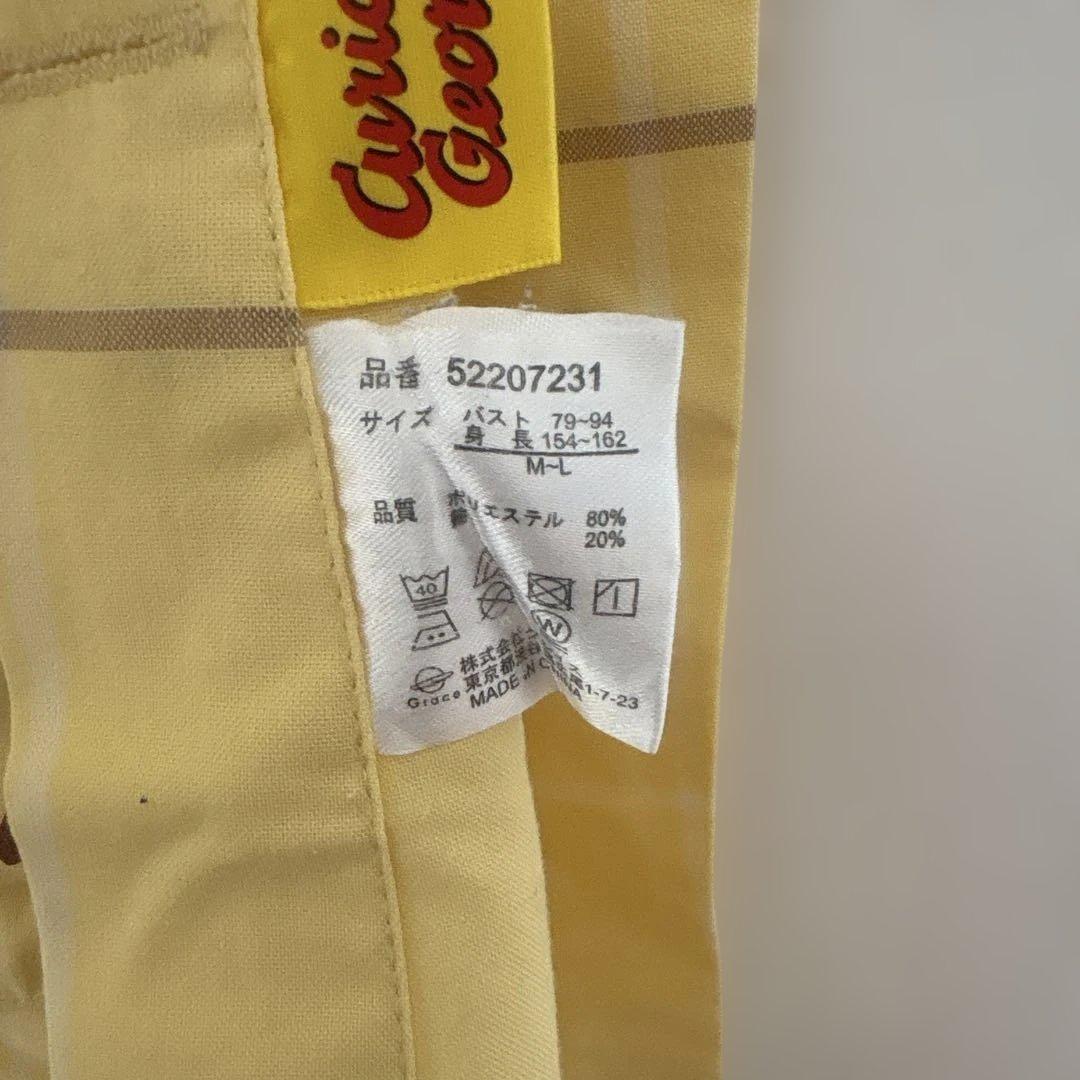 品番 52207231
サイズ バスト 79~94
身 長 154~162
M~L
品質 ポリエステル 80%
綿 20%
40
Grace
株式会社
東京都渋谷 1-7-23
MADE IN CHINA